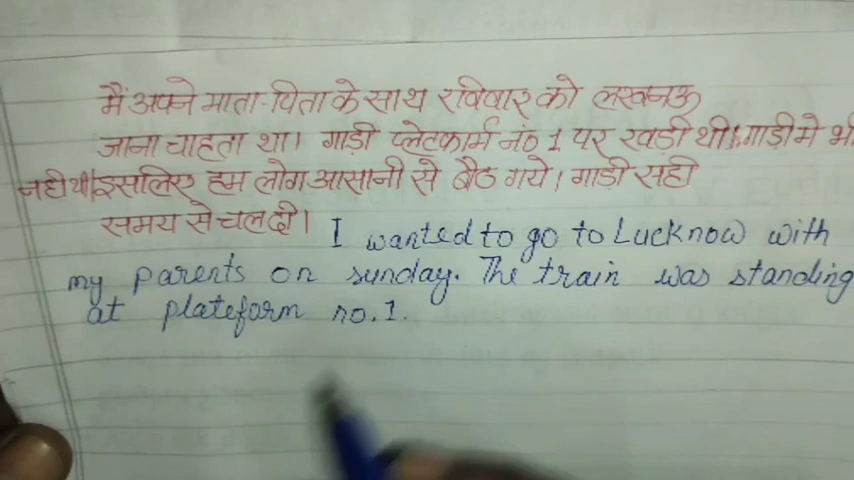 मैं अपने माता-पिता के साथ रविवार को लखनऊ
जाना चाहता था। गाड़ी प्लेटफार्म नं० 1 पर खड़ी थी। गाड़ी मे
नही थी। इसलिए हम लोग आसानी से बैठ गये। गाड़ी सही
समय से चल दी। I wanted to go to Lucknow with
my parents on sunday. The train was standing
at plateform no.1.